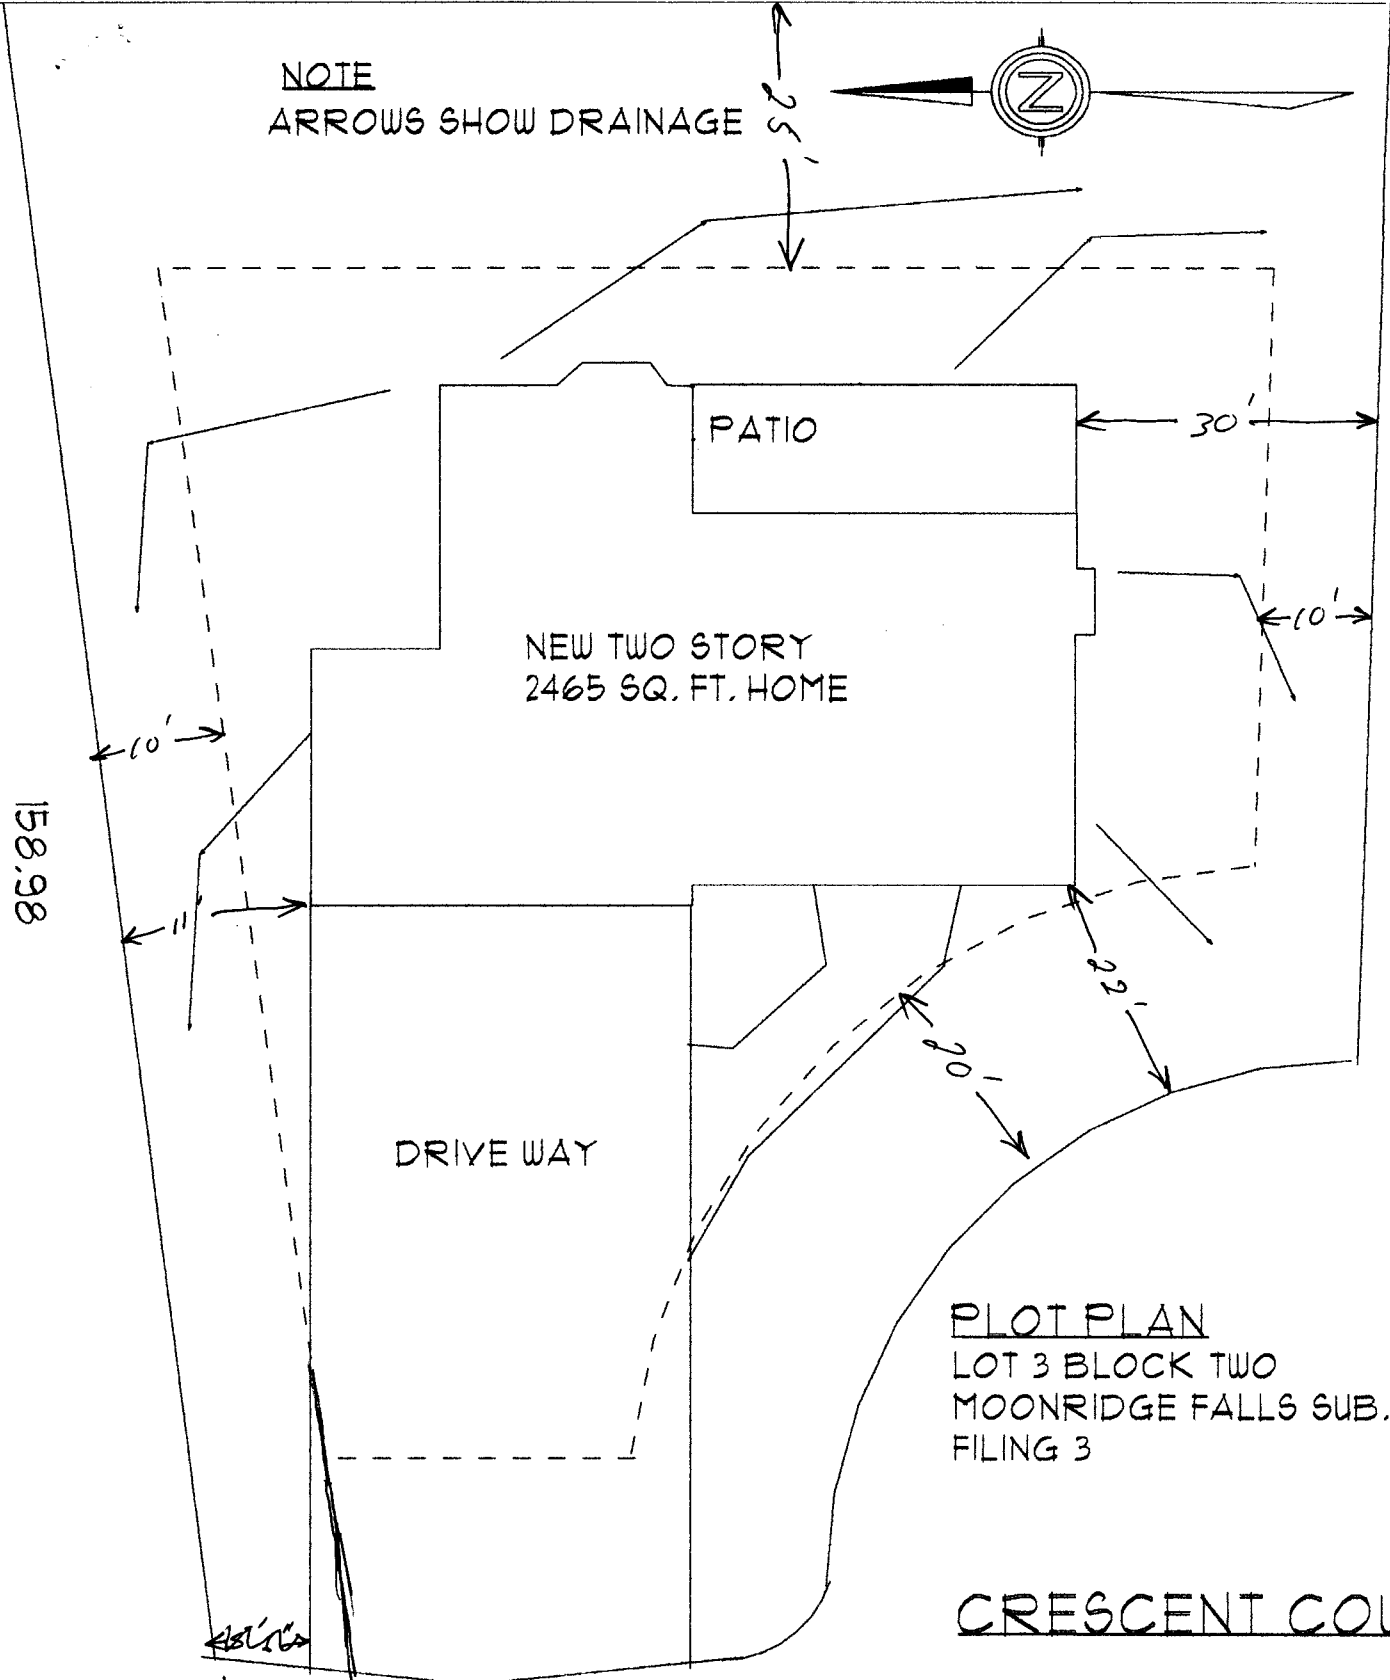 NOTE
ARROWS SHOW DRAINAGE
25'
N
PATIO
30'
10'
NEW TWO STORY
2465 SQ. FT. HOME
10'
158.98
11'
22'
20'
DRIVE WAY
PLOT PLAN
LOT 3 BLOCK TWO
MOONRIDGE FALLS SUB.
FILING 3
CRESCENT COU